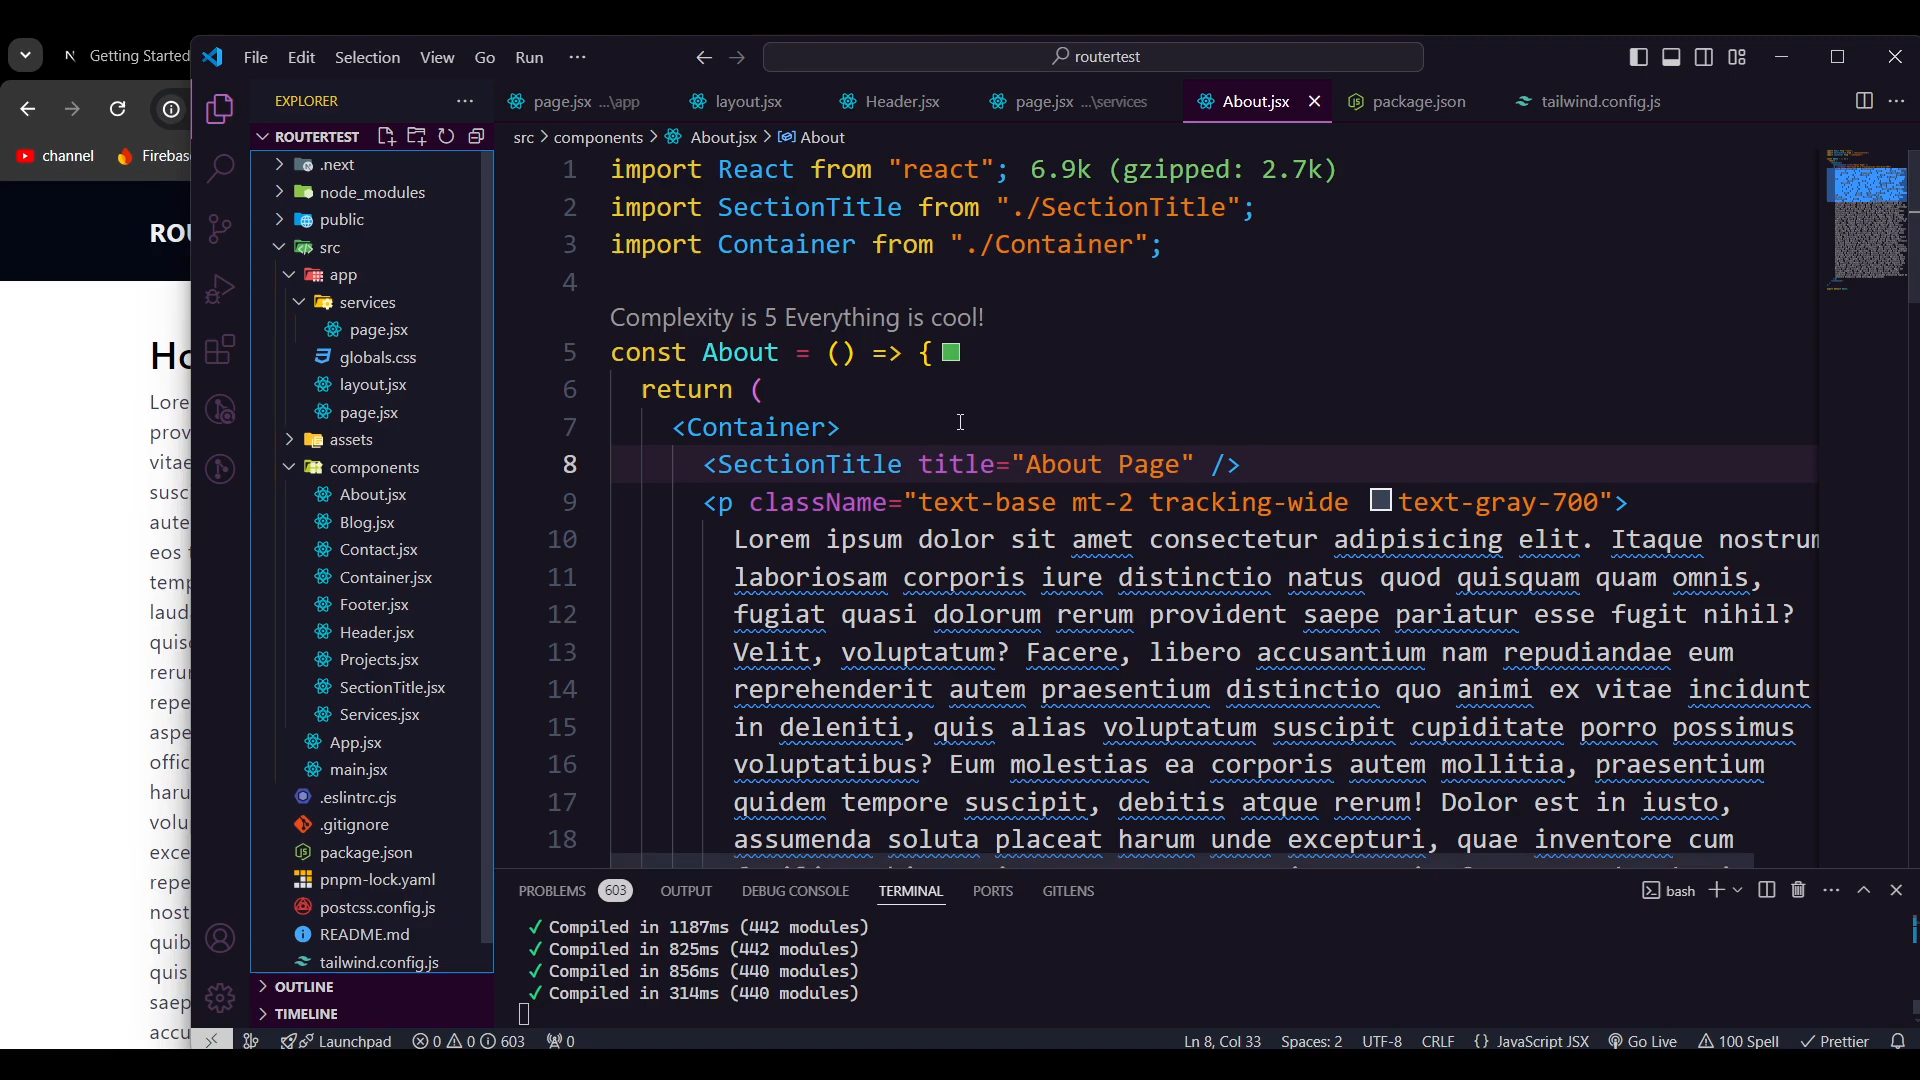 Getting Started
File Edit Selection View Go Run
routertest
channel
EXPLORER
ROUTERTEST
.next
node_modules
public
src
app
services
page.jsx
globals.css
layout.jsx
page.jsx
assets
components
About.jsx
Blog.jsx
Contact.jsx
Container.jsx
Footer.jsx
Header.jsx
Projects.jsx
SectionTitle.jsx
Services.jsx
App.jsx
main.jsx
.eslintrc.cjs
.gitignore
package.json
pnpm-lock.yaml
postcss.config.js
README.md
tailwind.config.js
OUTLINE
TIMELINE
page.jsx ...\app
layout.jsx
Header.jsx
page.jsx ...\services
About.jsx
package.json
tailwind.config.js
src > components > About.jsx > About
1 import React from "react"; 6.9k (gzipped: 2.7k)
2 import SectionTitle from "./SectionTitle";
3 import Container from "./Container";
4
Complexity is 5 Everything is cool!
5 const About = () => {
6 return (
7 <Container>
8 <SectionTitle title="About Page" />
9 <p className="text-base mt-2 tracking-wide text-gray-700">
10 Lorem ipsum dolor sit amet consectetur adipisicing elit. Itaque nostrum
11 laboriosam corporis iure distinctio natus quod quisquam quam omnis,
12 fugiat quasi dolorum rerum provident saepe pariatur esse fugit nihil?
13 Velit, voluptatum? Facere, libero accusantium nam repudiandae eum
14 reprehenderit autem praesentium distinctio quo animi ex vitae incidunt
15 in deleniti, quis alias voluptatum suscipit cupiditate porro possimus
16 voluptatibus? Eum molestias ea corporis autem mollitia, praesentium
17 quidem tempore suscipit, debitis atque rerum! Dolor est in iusto,
18 assumenda soluta placeat harum unde excepturi, quae inventore cum
PROBLEMS 603 OUTPUT DEBUG CONSOLE TERMINAL PORTS GITLENS
bash
✓ Compiled in 1187ms (442 modules)
✓ Compiled in 825ms (442 modules)
✓ Compiled in 856ms (440 modules)
✓ Compiled in 314ms (440 modules)
Launchpad 0 0 603 0
Ln 8, Col 33 Spaces: 2 UTF-8 CRLF {} JavaScript JSX Go Live 100 Spell Prettier